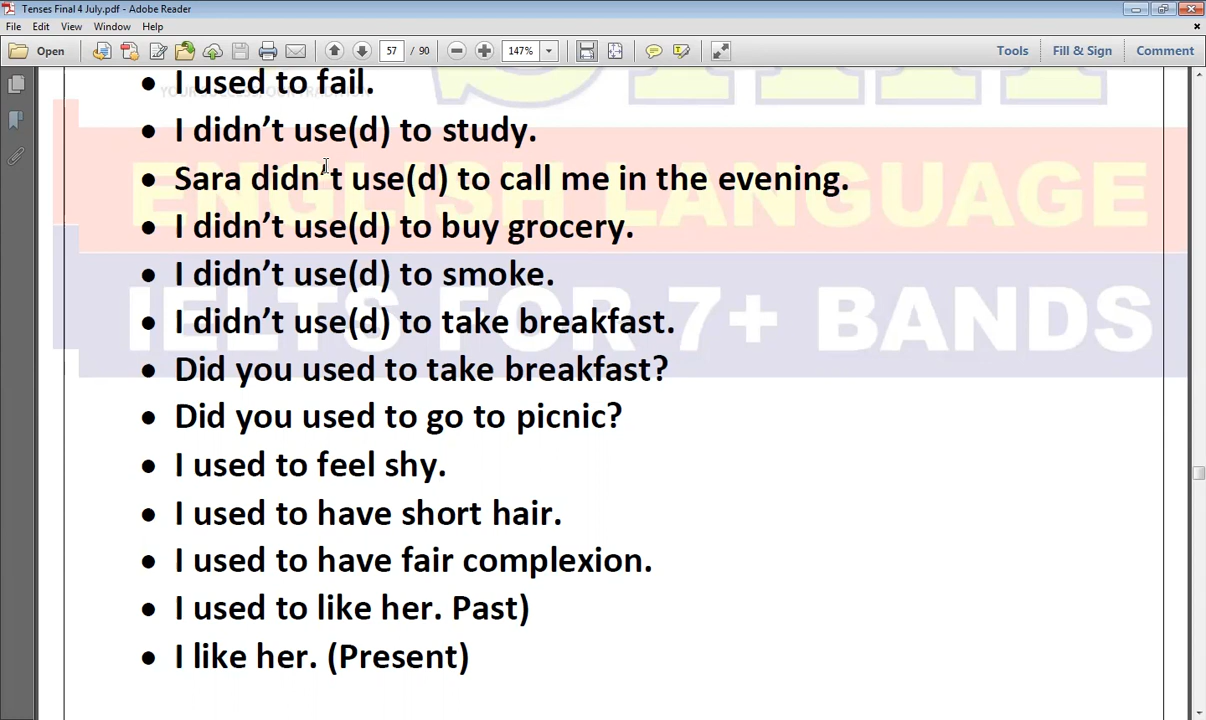 Tenses Final 4 July.pdf - Adobe Reader
File Edit View Window Help
Open 57 / 90 147% Tools Fill & Sign Comment
• I used to fail.
• I didn’t use(d) to study.
• Sara didn’t use(d) to call me in the evening.
• I didn’t use(d) to buy grocery.
• I didn’t use(d) to smoke.
• I didn’t use(d) to take breakfast.
• Did you used to take breakfast?
• Did you used to go to picnic?
• I used to feel shy.
• I used to have short hair.
• I used to have fair complexion.
• I used to like her. Past)
• I like her. (Present)
ENGLISH LANGUAGE
IELTS FOR 7+ BANDS